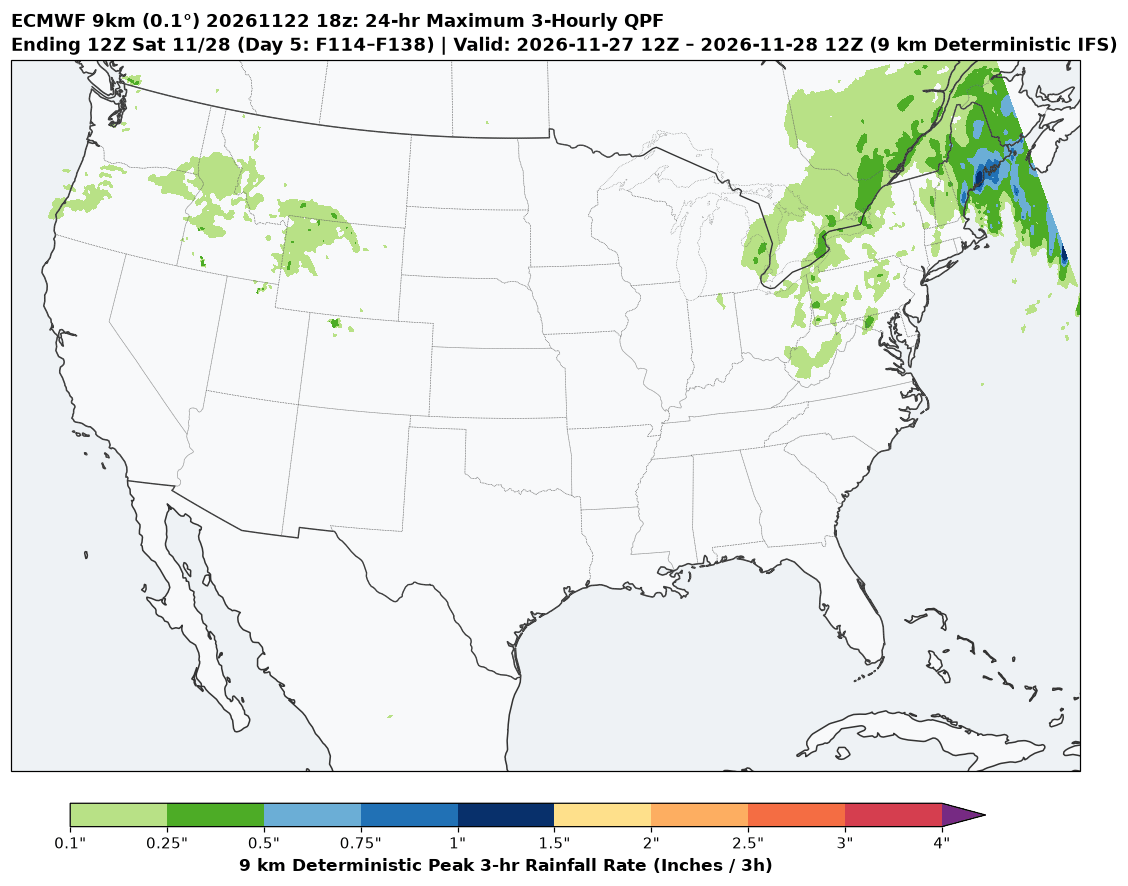 ECMWF 9km (0.1°) 20261122 18z: 24-hr Maximum 3-Hourly QPF
Ending 12Z Sat 11/28 (Day 5: F114–F138) | Valid: 2026-11-27 12Z – 2026-11-28 12Z (9 km Deterministic IFS)
0.1" 0.25" 0.5" 0.75" 1" 1.5" 2" 2.5" 3" 4"
9 km Deterministic Peak 3-hr Rainfall Rate (Inches / 3h)